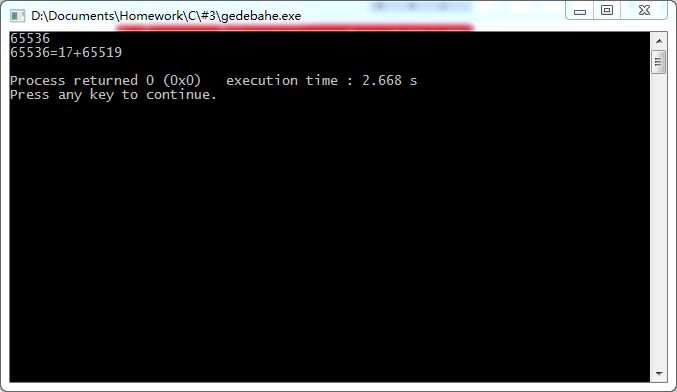 D:\Documents\Homework\C\#3\gedebahe.exe
65536
65536=17+65519
Process returned 0 (0x0)   execution time : 2.668 s
Press any key to continue.